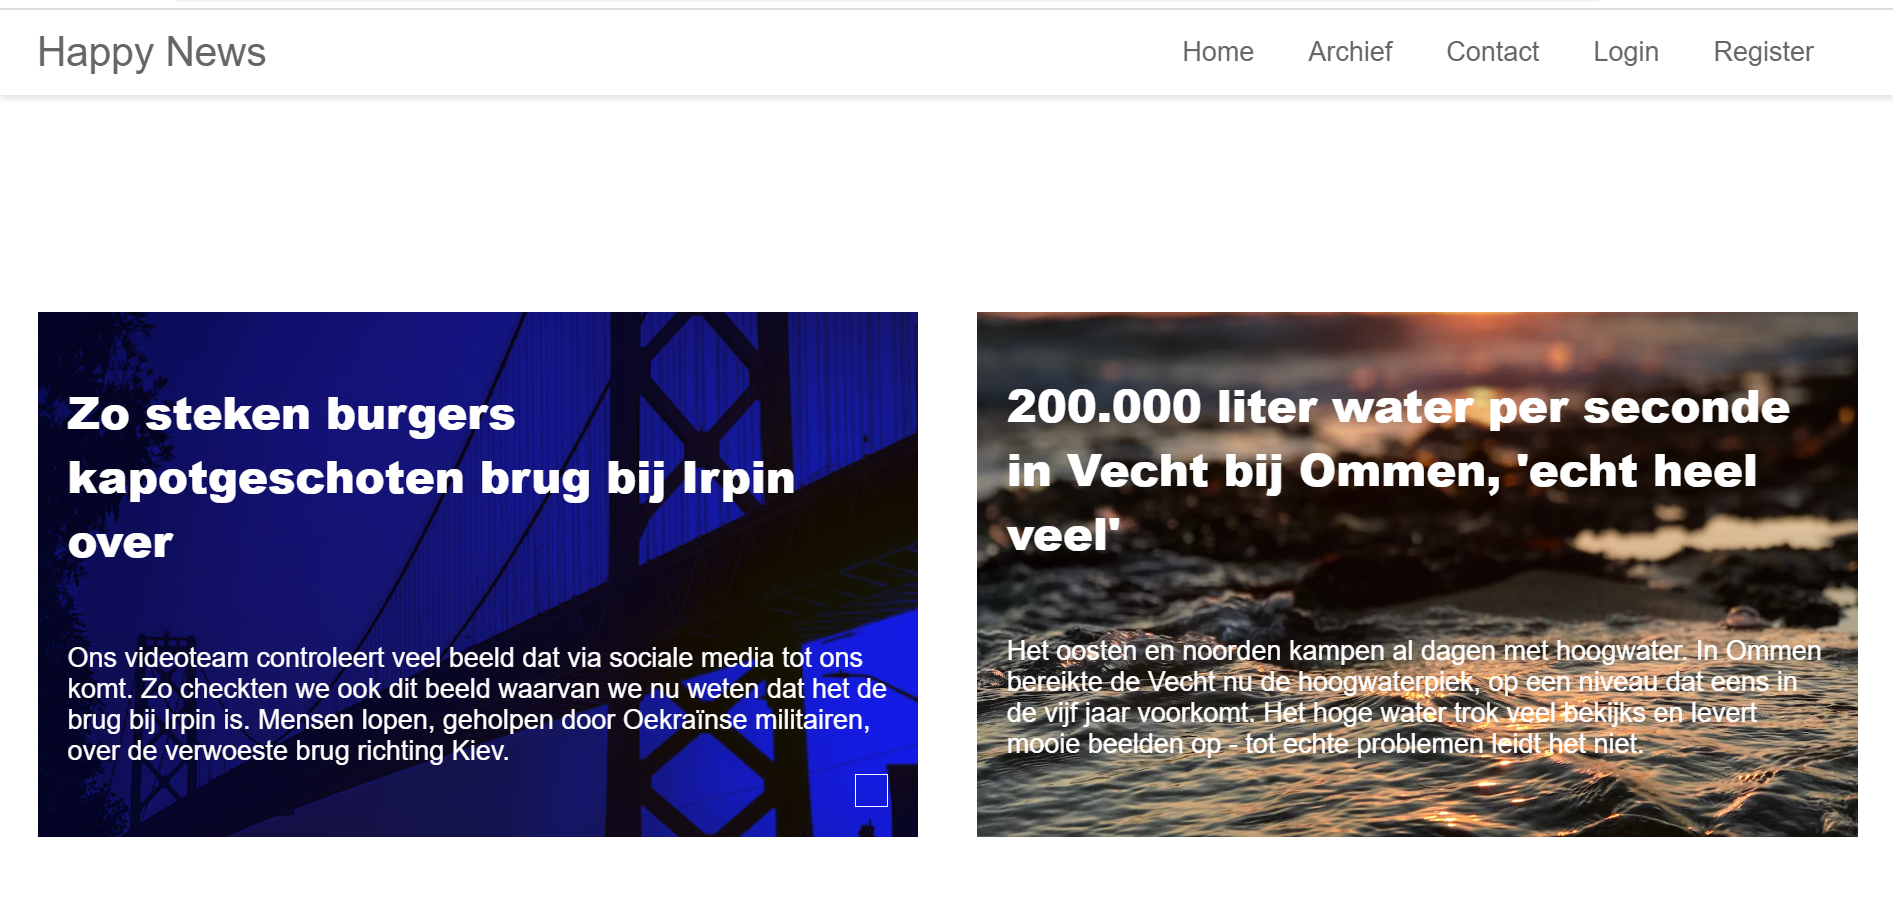 Happy News
Home Archief Contact Login Register
Zo steken burgers
kapotgeschoten brug bij Irpin
over
Ons videoteam controleert veel beeld dat via sociale media tot ons
komt. Zo checkten we ook dit beeld waarvan we nu weten dat het de
brug bij Irpin is. Mensen lopen, geholpen door Oekraïnse militairen,
over de verwoeste brug richting Kiev.
200.000 liter water per seconde
in Vecht bij Ommen, 'echt heel
veel'
Het oosten en noorden kampen al dagen met hoogwater. In Ommen
bereikte de Vecht nu de hoogwaterpiek, op een niveau dat eens in
de vijf jaar voorkomt. Het hoge water trok veel bekijks en levert
mooie beelden op - tot echte problemen leidt het niet.